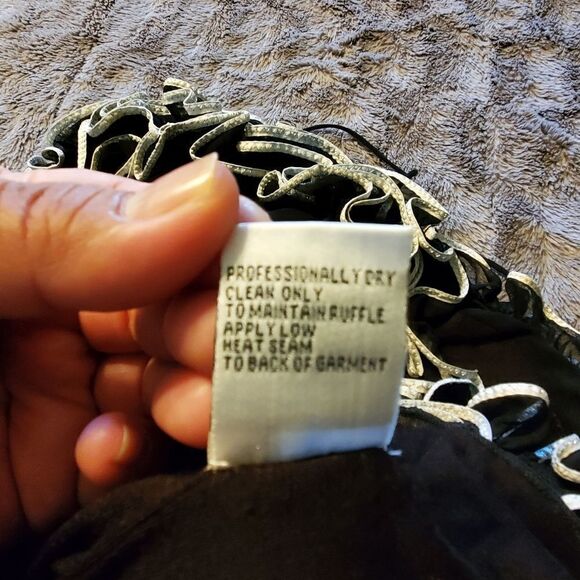 PROFESSIONALLY DRY
CLEAN ONLY
TO MAINTAIN RUFFLE
APPLY LOW
HEAT SEAM
TO BACK OF GARMENT